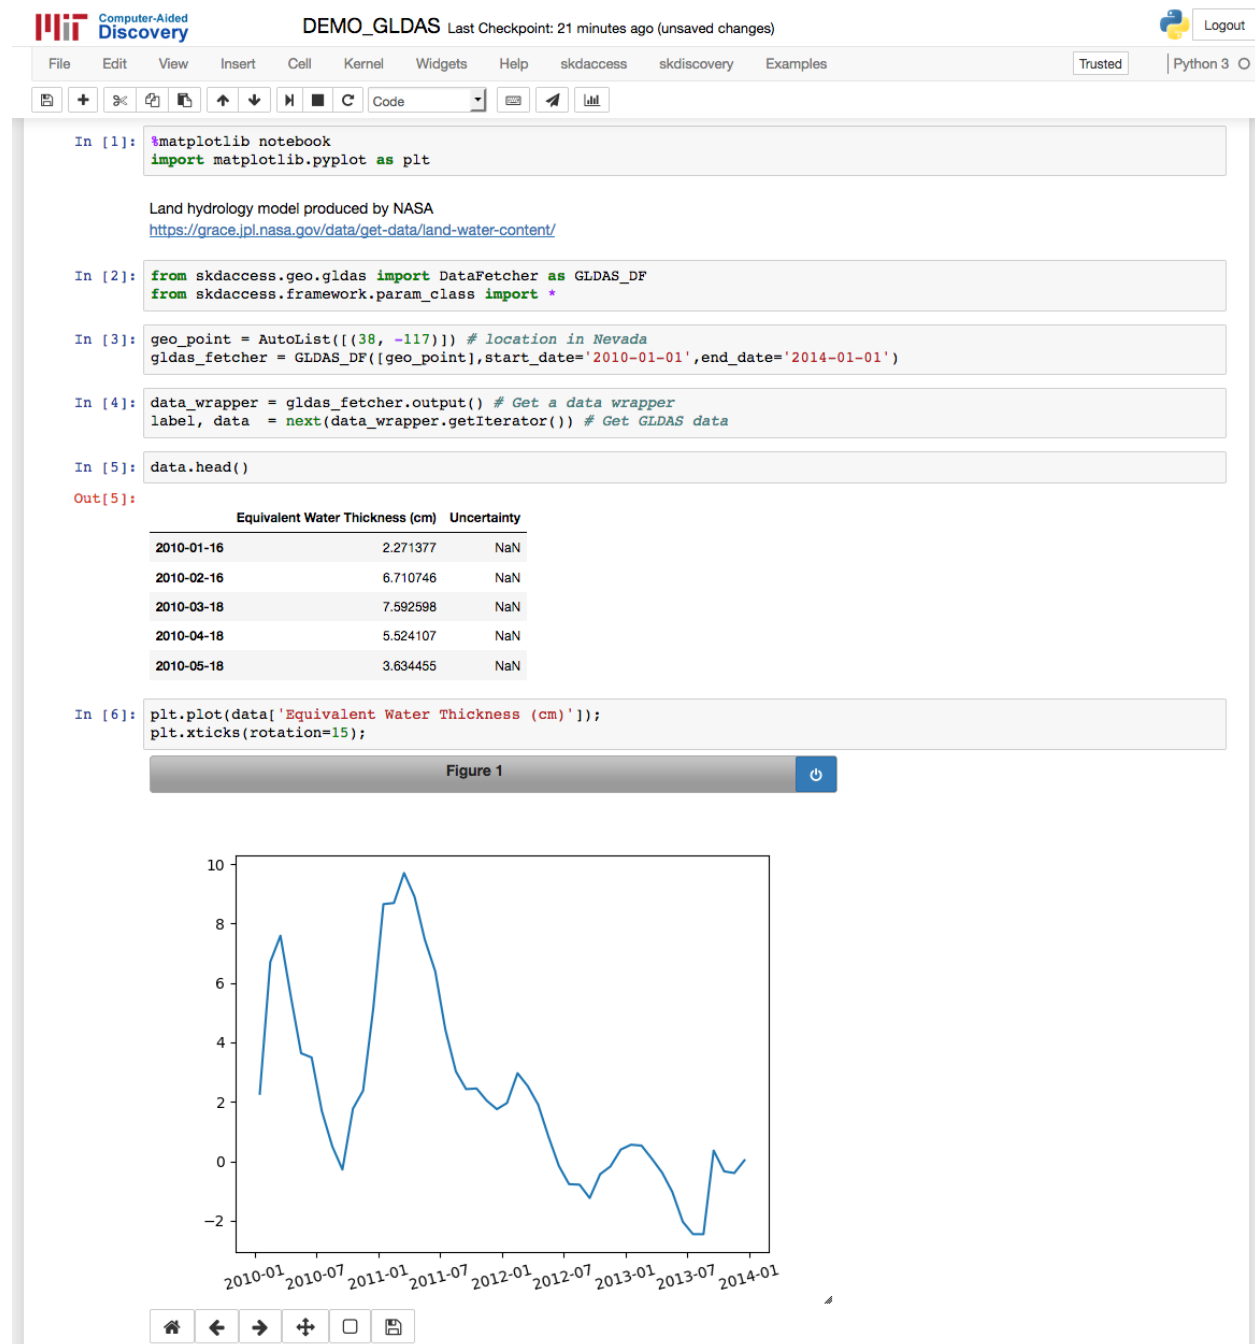 MIT Computer-Aided Discovery DEMO_GLDAS Last Checkpoint: 21 minutes ago (unsaved changes) Logout
File Edit View Insert Cell Kernel Widgets Help skdaccess skdiscovery Examples Trusted Python 3
Code
In [1]: %matplotlib notebook
import matplotlib.pyplot as plt
Land hydrology model produced by NASA
https://grace.jpl.nasa.gov/data/get-data/land-water-content/
In [2]: from skdaccess.geo.gldas import DataFetcher as GLDAS_DF
from skdaccess.framework.param_class import *
In [3]: geo_point = AutoList([(38, -117)]) # location in Nevada
gldas_fetcher = GLDAS_DF([geo_point],start_date='2010-01-01',end_date='2014-01-01')
In [4]: data_wrapper = gldas_fetcher.output() # Get a data wrapper
label, data  = next(data_wrapper.getIterator()) # Get GLDAS data
In [5]: data.head()
Out[5]:
Equivalent Water Thickness (cm) Uncertainty
2010-01-16 2.271377 NaN
2010-02-16 6.710746 NaN
2010-03-18 7.592598 NaN
2010-04-18 5.524107 NaN
2010-05-18 3.634455 NaN
In [6]: plt.plot(data['Equivalent Water Thickness (cm)']);
plt.xticks(rotation=15);
Figure 1
10
8
6
4
2
0
−2
2010-01 2010-07 2011-01 2011-07 2012-01 2012-07 2013-01 2013-07 2014-01